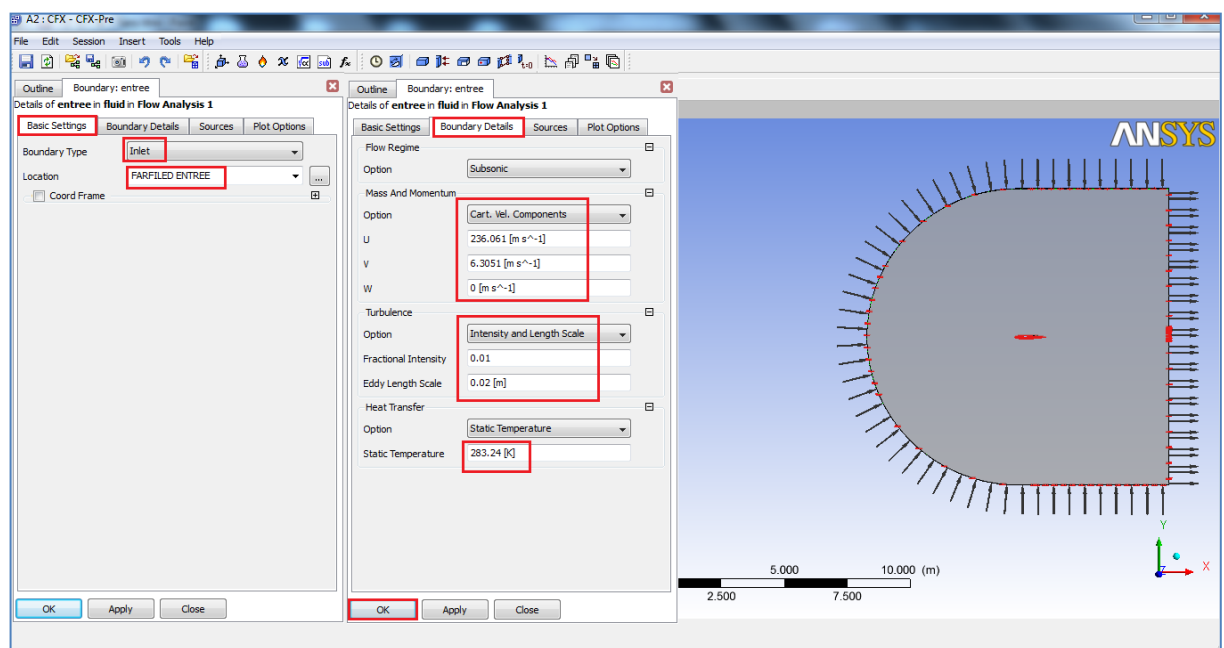 A2 : CFX - CFX-Pre
File Edit Session Insert Tools Help
Outline Boundary: entree
Details of entree in fluid in Flow Analysis 1
Basic Settings Boundary Details Sources Plot Options
Boundary Type Inlet
Location FARFILED ENTREE ...
Coord Frame
OK Apply Close
Outline Boundary: entree
Details of entree in fluid in Flow Analysis 1
Basic Settings Boundary Details Sources Plot Options
Flow Regime
Option Subsonic
Mass And Momentum
Option Cart. Vel. Components
U 236.061 [m s^-1]
V 6.3051 [m s^-1]
W 0 [m s^-1]
Turbulence
Option Intensity and Length Scale
Fractional Intensity 0.01
Eddy Length Scale 0.02 [m]
Heat Transfer
Option Static Temperature
Static Temperature 283.24 [K]
OK Apply Close
ANSYS
Y
X
Z
5.000 10.000 (m)
2.500 7.500